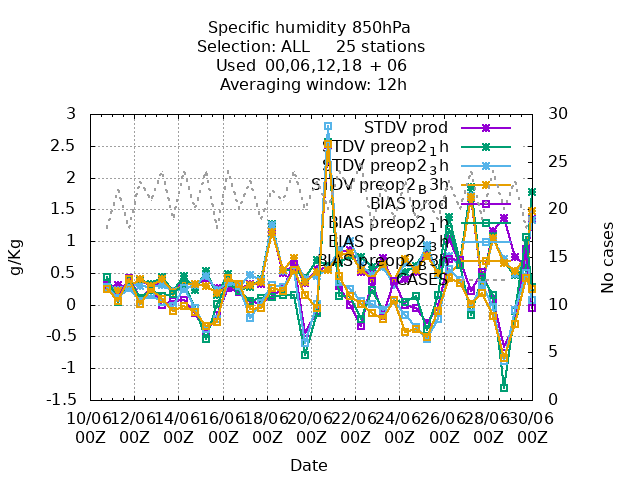 Specific humidity 850hPa
Selection: ALL 25 stations
Used 00,06,12,18 + 06
Averaging window: 12h
3 30
2.5 25
2 20
1.5 15
1 10
0.5 5
0 0
-0.5
-1
-1.5
g/Kg
No cases
STDV prod
STDV preop2_1h
STDV preop2_3h
STDV preop2_B3h
BIAS prod
BIAS preop2_1h
BIAS preop2_3h
BIAS preop2_B3h
CASES
10/06 12/06 14/06 16/06 18/06 20/06 22/06 24/06 26/06 28/06 30/06
00Z 00Z 00Z 00Z 00Z 00Z 00Z 00Z 00Z 00Z 00Z
Date